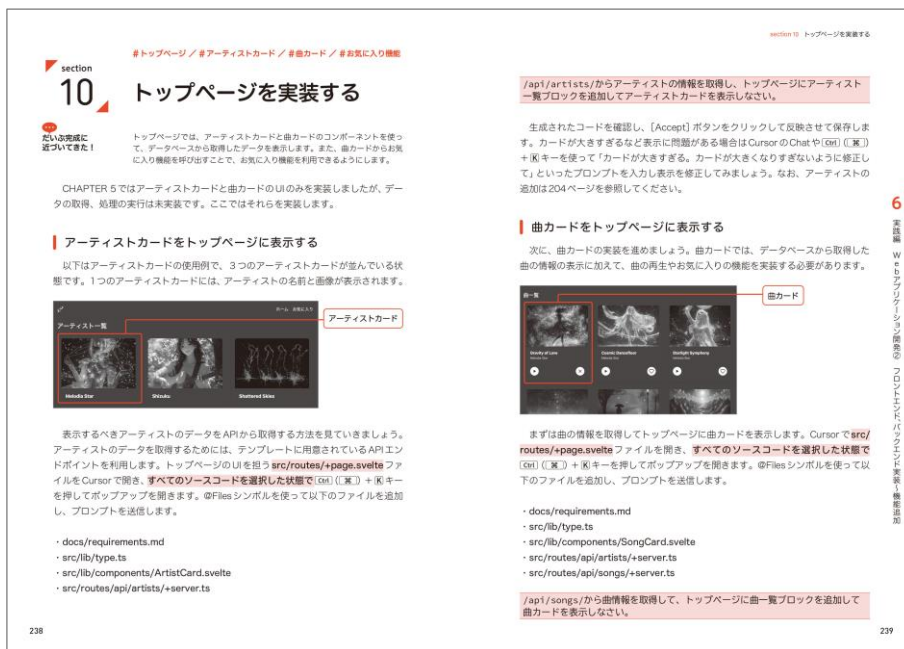 #トップページ / #アーティストカード / #曲カード / #お気に入り機能
section
10
トップページを実装する
だいぶ完成に
近づいてきた!
トップページでは、アーティストカードと曲カードのコンポーネントを使っ
て、データベースから取得したデータを表示します。また、曲カードからお気
に入り機能を呼び出すことで、お気に入り機能を利用できるようにします。
CHAPTER 5ではアーティストカードと曲カードのUIのみを実装しましたが、デー
タの取得、処理の実行は未実装です。ここではそれらを実装します。
アーティストカードをトップページに表示する
以下はアーティストカードの使用例で、3つのアーティストカードが並んでいる状
態です。1つのアーティストカードには、アーティストの名前と画像が表示されます。
ホーム お気に入り
アーティスト一覧
アーティストカード
Melodia Star
Shizuku
Shattered Skies
表示するべきアーティストのデータをAPIから取得する方法を見ていきましょう。
アーティストのデータを取得するためには、テンプレートに用意されているAPIエン
ドポイントを利用します。トップページのUIを担うsrc/routes/+page.svelteファ
イルをCursorで開き、すべてのソースコードを選択した状態でCtrl(⌘)+Kキー
を押してポップアップを開きます。@Filesシンボルを使って以下のファイルを追加
し、プロンプトを送信します。
・docs/requirements.md
・src/lib/type.ts
・src/lib/components/ArtistCard.svelte
・src/routes/api/artists/+server.ts
238
section 10 トップページを実装する
/api/artists/からアーティストの情報を取得し、トップページにアーティスト
一覧ブロックを追加してアーティストカードを表示しなさい。
生成されたコードを確認し、[Accept]ボタンをクリックして反映させて保存しま
す。カードが大きすぎるなど表示に問題がある場合はCursorのChatやCtrl(⌘)
+Kキーを使って「カードが大きすぎる。カードが大きくなりすぎないように修正し
て」といったプロンプトを入力し表示を修正してみましょう。なお、アーティストの
追加は204ページを参照してください。
曲カードをトップページに表示する
次に、曲カードの実装を進めましょう。曲カードでは、データベースから取得した
曲の情報の表示に加えて、曲の再生やお気に入りの機能を実装する必要があります。
曲一覧
曲カード
Gravity of Love
Cosmic Dancefloor
Starlight Symphony
Melodia Star
Melodia Star
Melodia Star
まずは曲の情報を取得してトップページに曲カードを表示します。Cursorでsrc/
routes/+page.svelteファイルを開き、すべてのソースコードを選択した状態で
Ctrl(⌘)+Kキーを押してポップアップを開きます。@Filesシンボルを使って以
下のファイルを追加し、プロンプトを送信します。
・docs/requirements.md
・src/lib/type.ts
・src/lib/components/SongCard.svelte
・src/routes/api/artists/+server.ts
・src/routes/api/songs/+server.ts
/api/songs/から曲情報を取得して、トップページに曲一覧ブロックを追加して
曲カードを表示しなさい。
6
実践編 Webアプリケーション開発② フロントエンド・バックエンド実装〜機能追加
239